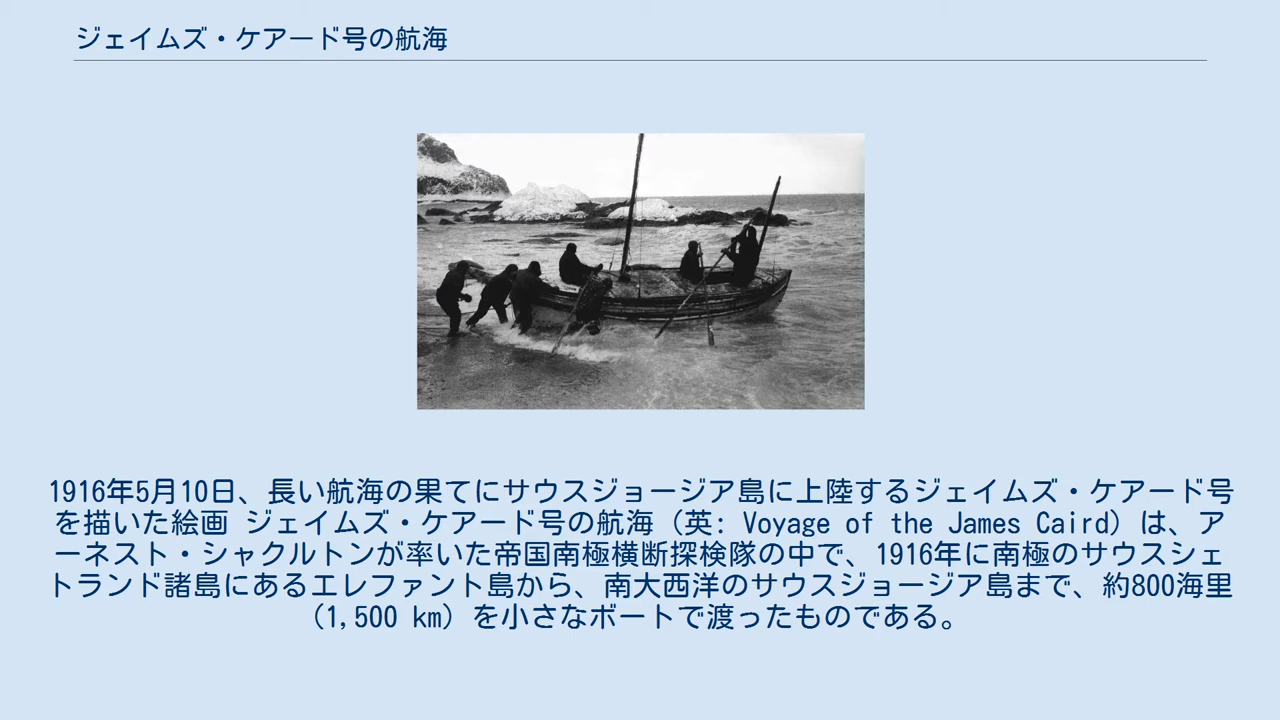 ジェイムズ・ケアード号の航海
1916年5月10日、長い航海の果てにサウスジョージア島に上陸するジェイムズ・ケアード号
を描いた絵画 ジェイムズ・ケアード号の航海（英: Voyage of the James Caird）は、ア
ーネスト・シャクルトンが率いた帝国南極横断探検隊の中で、1916年に南極のサウスシェ
トランド諸島にあるエレファント島から、南大西洋のサウスジョージア島まで、約800海里
（1,500 km）を小さなボートで渡ったものである。